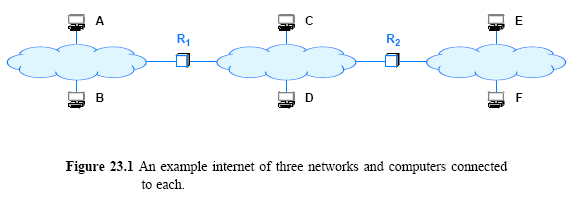 A C E
R1 R2
B D F
Figure 23.1 An example internet of three networks and computers connected
to each.